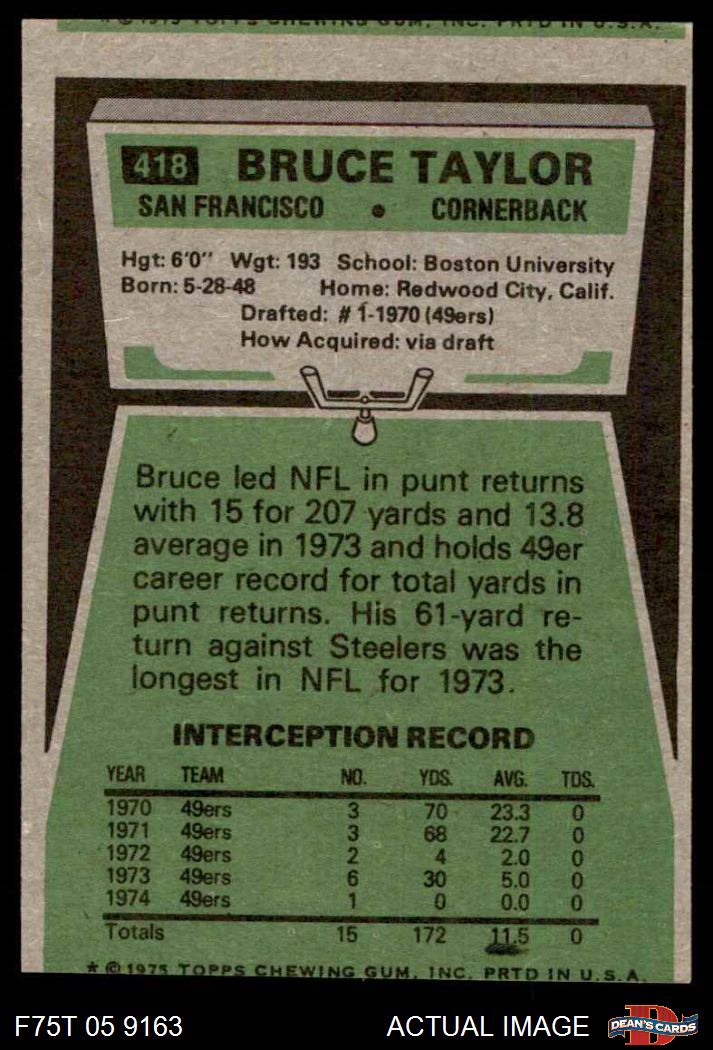 * © 1975 TOPPS CHEWING GUM, INC. PRTD IN U.S.A.
418 BRUCE TAYLOR
SAN FRANCISCO • CORNERBACK
Hgt: 6'0" Wgt: 193 School: Boston University
Born: 5-28-48 Home: Redwood City, Calif.
Drafted: # 1-1970 (49ers)
How Acquired: via draft
Bruce led NFL in punt returns
with 15 for 207 yards and 13.8
average in 1973 and holds 49er
career record for total yards in
punt returns. His 61-yard re-
turn against Steelers was the
longest in NFL for 1973.
INTERCEPTION RECORD
YEAR TEAM NO. YDS. AVG. TDS.
1970 49ers 3 70 23.3 0
1971 49ers 3 68 22.7 0
1972 49ers 2 4 2.0 0
1973 49ers 6 30 5.0 0
1974 49ers 1 0 0.0 0
Totals 15 172 11.5 0
* © 1975 TOPPS CHEWING GUM, INC. PRTD IN U.S.A.
F75T 05 9163 ACTUAL IMAGE DEAN'S CARDS